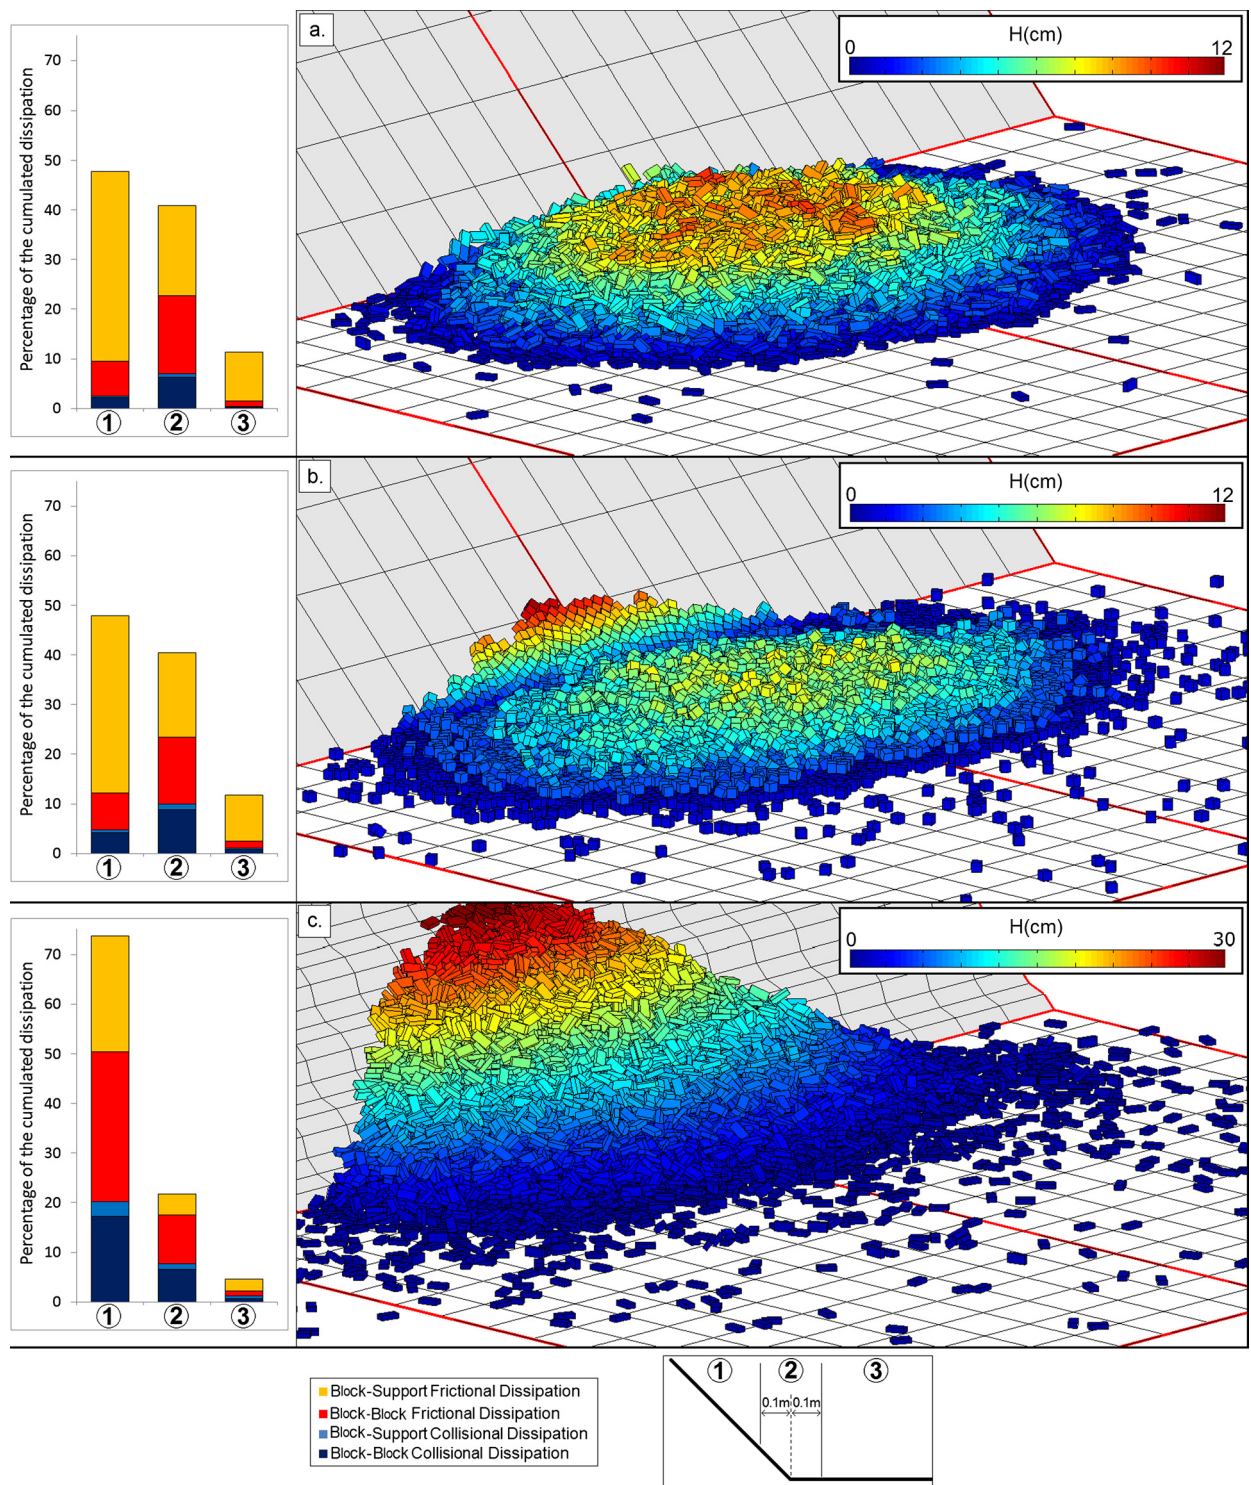 Percentage of the cumulated dissipation
70
60
50
40
30
20
10
0
1 2 3
a.
H(cm)
0 12
Percentage of the cumulated dissipation
70
60
50
40
30
20
10
0
1 2 3
b.
H(cm)
0 12
Percentage of the cumulated dissipation
70
60
50
40
30
20
10
0
1 2 3
c.
H(cm)
0 30
Block-Support Frictional Dissipation
Block-Block Frictional Dissipation
Block-Support Collisional Dissipation
Block-Block Collisional Dissipation
1 2 3
0.1m 0.1m